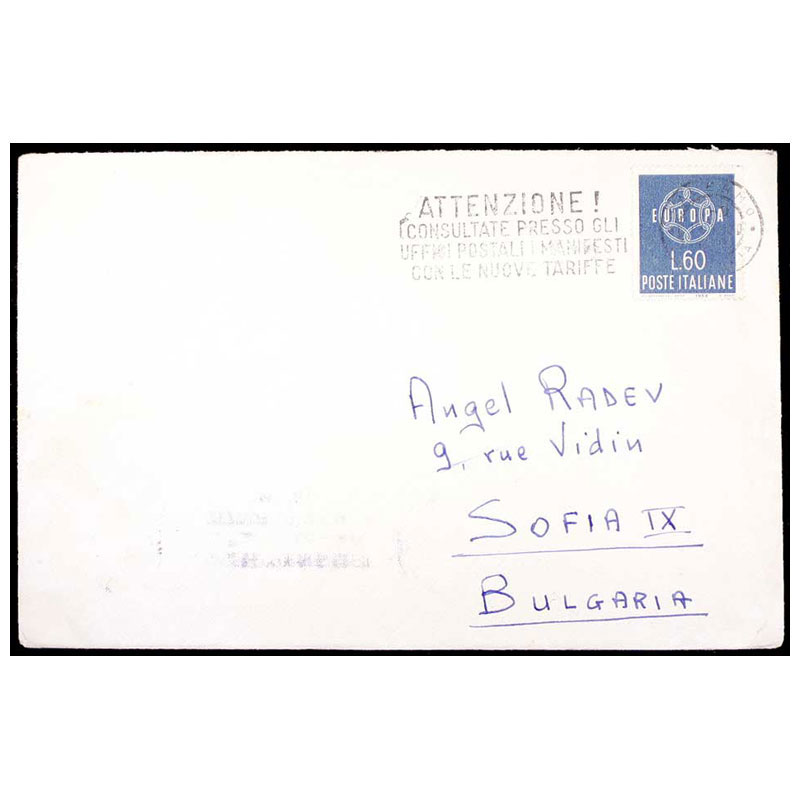 ATTENZIONE!
CONSULTATE PRESSO GLI
UFFICI POSTALI I MANIFESTI
CON LE NUOVE TARIFFE
EUROPA
L.60
POSTE ITALIANE
Angel RADEV
9, rue Vidin
SOFIA IX
BULGARIA